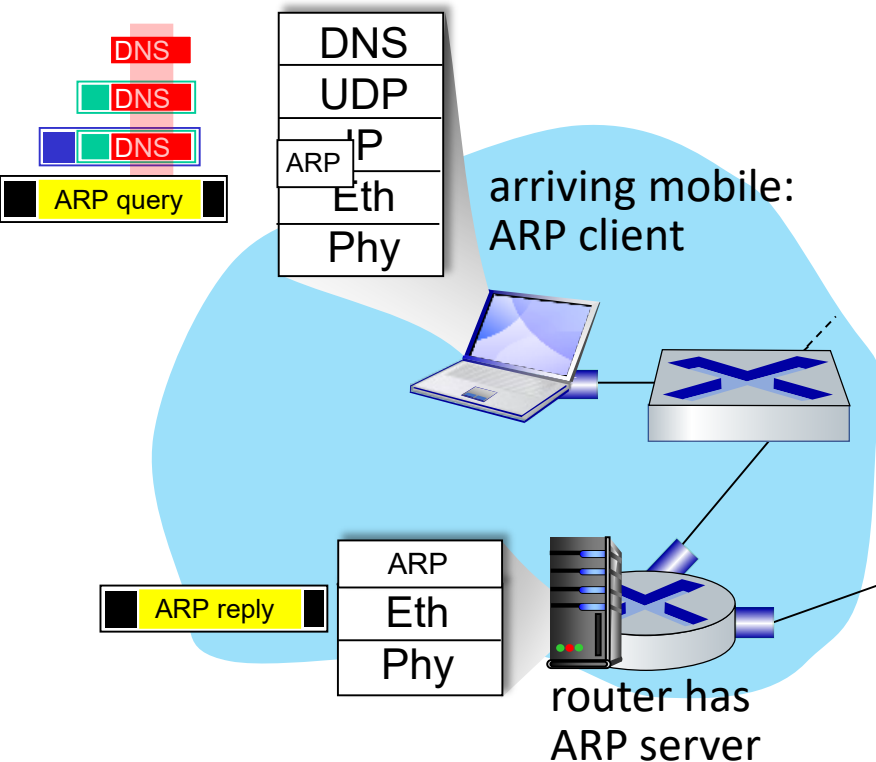 DNS
DNS
DNS
ARP query
DNS
UDP
IP
ARP
Eth
Phy
arriving mobile:
ARP client
ARP reply
ARP
Eth
Phy
router has
ARP server